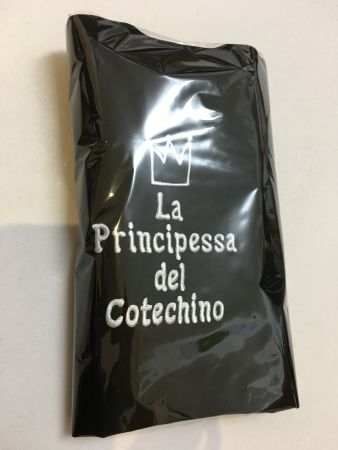 La
Principessa
del
Cotechino